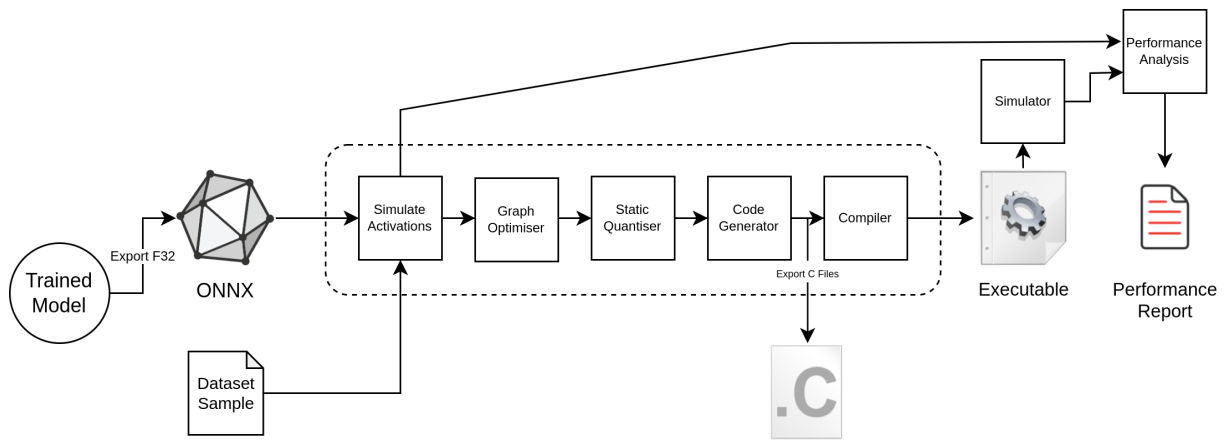 Performance
Analysis
Simulator
Simulate
Activations
Graph
Optimiser
Static
Quantiser
Code
Generator
Compiler
Export F32
Export C Files
Trained
Model
ONNX
Executable
Performance
Report
Dataset
Sample
.C